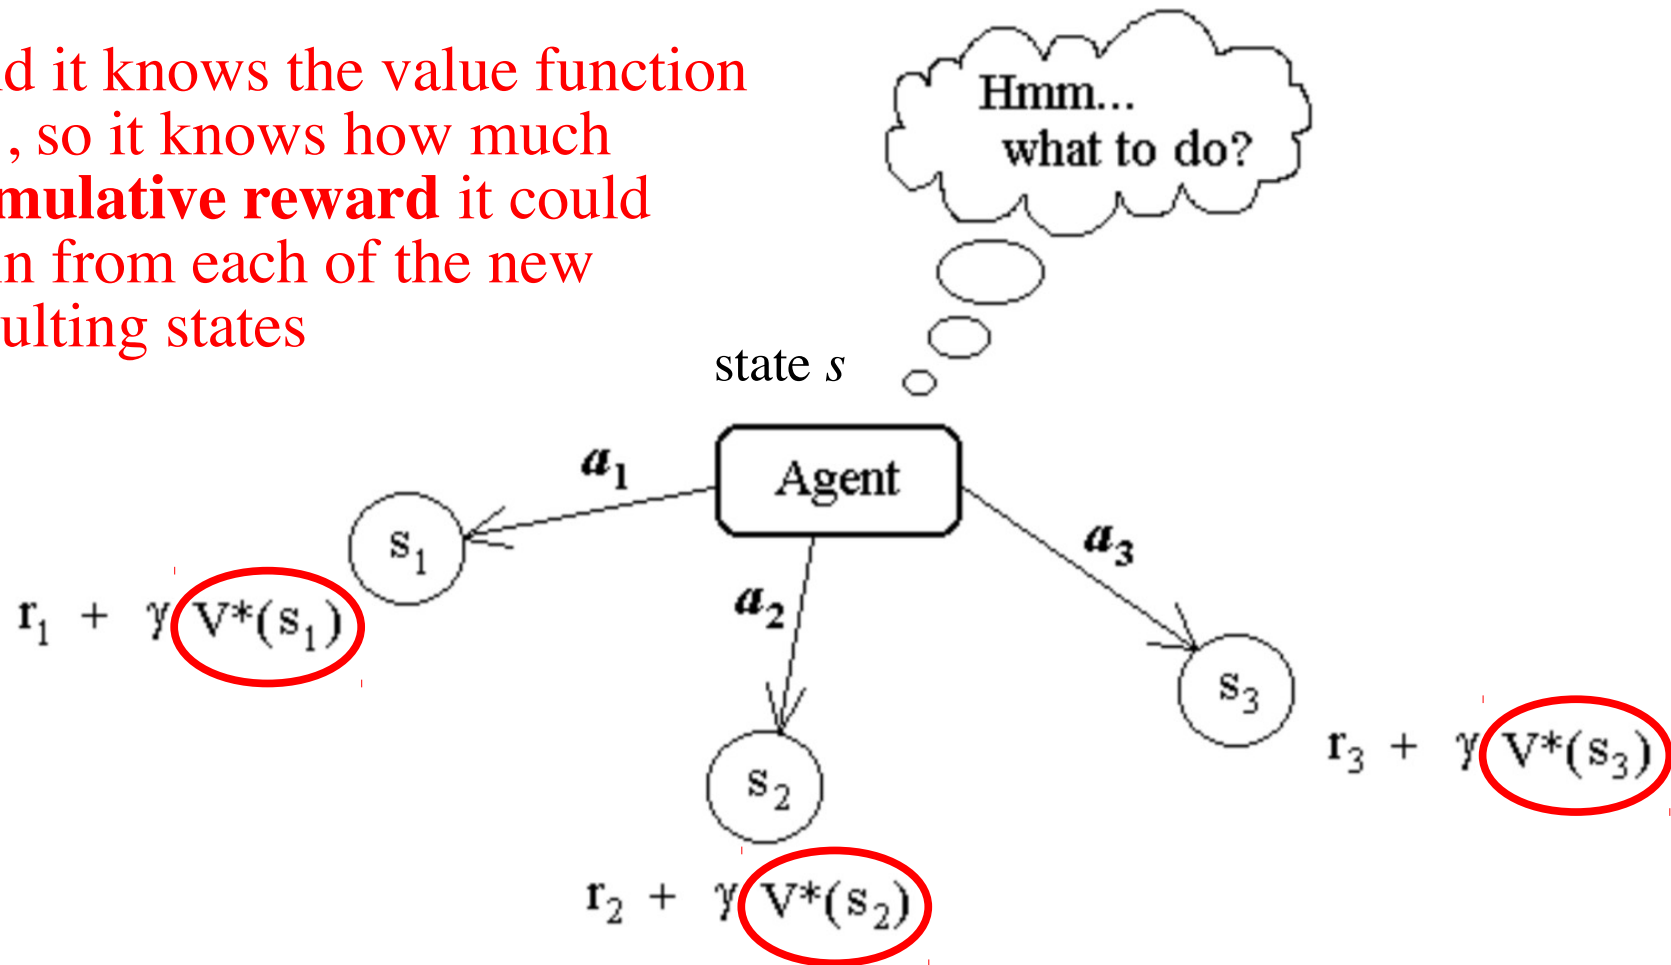 d it knows the value function
, so it knows how much
mulative reward it could
in from each of the new
ulting states
Hmm...
what to do?
state s
Agent
a1
a2
a3
s1
r1 + γ V*(s1)
s2
r2 + γ V*(s2)
s3
r3 + γ V*(s3)